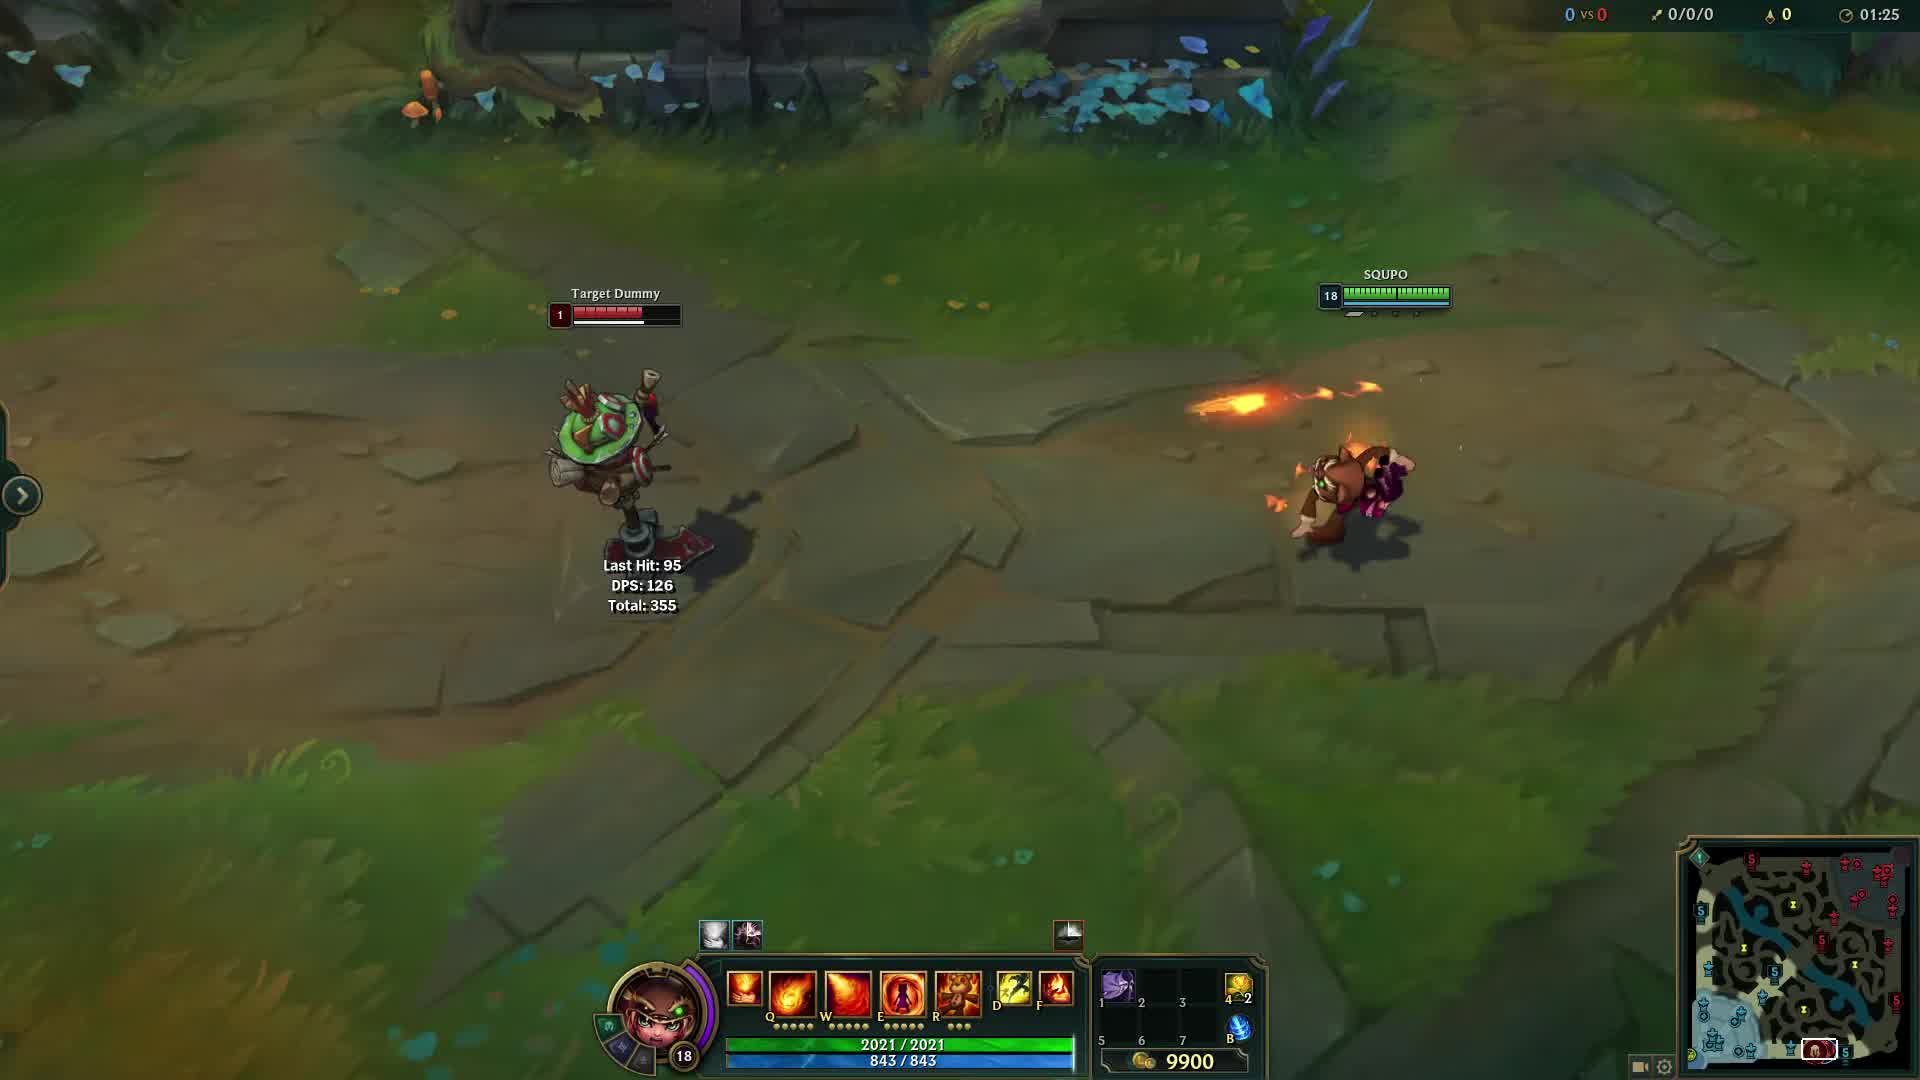 0 vs 0 0/0/0 0 01:25
SQUPO
18
Target Dummy
1
Last Hit: 95
DPS: 126
Total: 355
Q W E R D F
1 2 3 4 2
5 6 7 B
18
2021 / 2021
843 / 843
9900
S
S
S
S
S
S